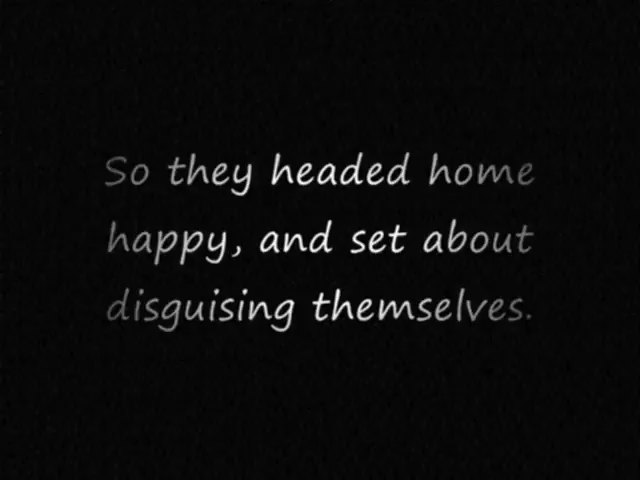 So they headed home
happy, and set about
disguising themselves.